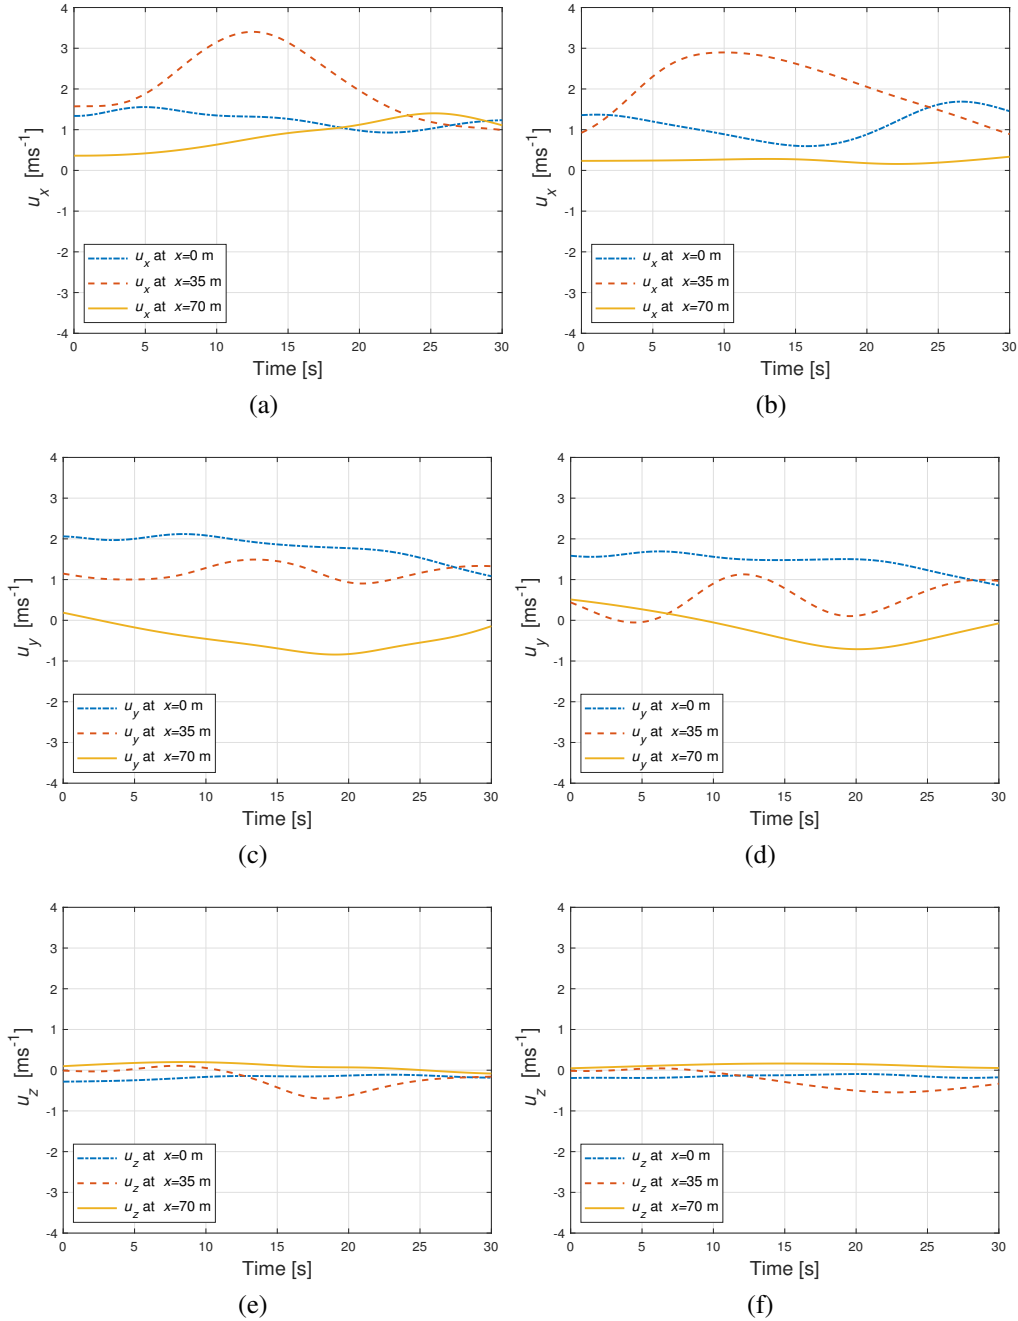 4
3
2
1
0
-1
-2
-3
-4
u_x [ms^-1]
u_x at x=0 m
u_x at x=35 m
u_x at x=70 m
0 5 10 15 20 25 30
Time [s]
(a)
4
3
2
1
0
-1
-2
-3
-4
u_x [ms^-1]
u_x at x=0 m
u_x at x=35 m
u_x at x=70 m
0 5 10 15 20 25 30
Time [s]
(b)
4
3
2
1
0
-1
-2
-3
-4
u_y [ms^-1]
u_y at x=0 m
u_y at x=35 m
u_y at x=70 m
0 5 10 15 20 25 30
Time [s]
(c)
4
3
2
1
0
-1
-2
-3
-4
u_y [ms^-1]
u_y at x=0 m
u_y at x=35 m
u_y at x=70 m
0 5 10 15 20 25 30
Time [s]
(d)
4
3
2
1
0
-1
-2
-3
-4
u_z [ms^-1]
u_z at x=0 m
u_z at x=35 m
u_z at x=70 m
0 5 10 15 20 25 30
Time [s]
(e)
4
3
2
1
0
-1
-2
-3
-4
u_z [ms^-1]
u_z at x=0 m
u_z at x=35 m
u_z at x=70 m
0 5 10 15 20 25 30
Time [s]
(f)